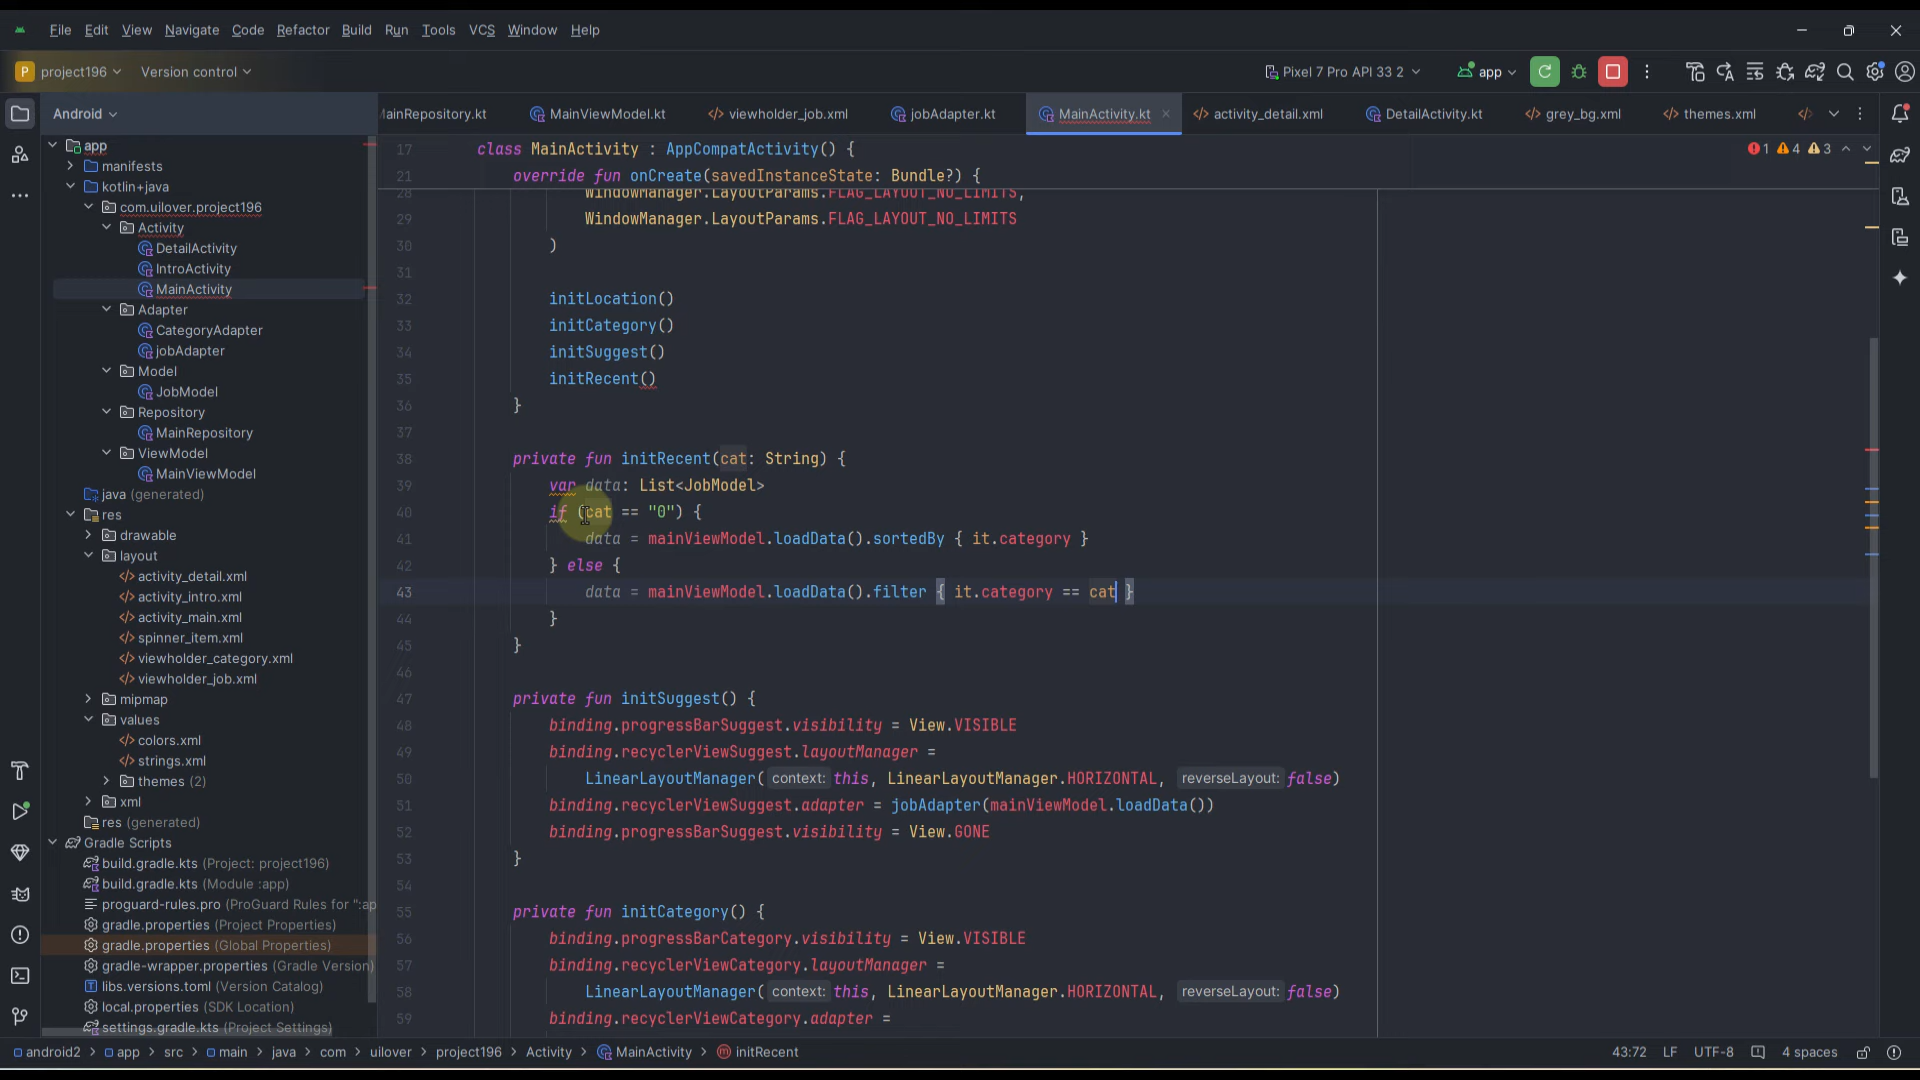 File Edit View Navigate Code Refactor Build Run Tools VCS Window Help
P project196 Version control Pixel 7 Pro API 33 2 app
Android
MainRepository.kt MainViewModel.kt viewholder_job.xml jobAdapter.kt MainActivity.kt activity_detail.xml DetailActivity.kt grey_bg.xml themes.xml
app
manifests
kotlin+java
com.uilover.project196
Activity
DetailActivity
IntroActivity
MainActivity
Adapter
CategoryAdapter
jobAdapter
Model
JobModel
Repository
MainRepository
ViewModel
MainViewModel
java (generated)
res
drawable
layout
activity_detail.xml
activity_intro.xml
activity_main.xml
spinner_item.xml
viewholder_category.xml
viewholder_job.xml
mipmap
values
colors.xml
strings.xml
themes (2)
xml
res (generated)
Gradle Scripts
build.gradle.kts (Project: project196)
build.gradle.kts (Module :app)
proguard-rules.pro (ProGuard Rules for ":ap
gradle.properties (Project Properties)
gradle.properties (Global Properties)
gradle-wrapper.properties (Gradle Version)
libs.versions.toml (Version Catalog)
local.properties (SDK Location)
settings.gradle.kts (Project Settings)
1 4 3
17 class MainActivity : AppCompatActivity() {
21 override fun onCreate(savedInstanceState: Bundle?) {
28 WindowManager.LayoutParams.FLAG_LAYOUT_NO_LIMITS,
29 WindowManager.LayoutParams.FLAG_LAYOUT_NO_LIMITS
30 )
31
32 initLocation()
33 initCategory()
34 initSuggest()
35 initRecent()
36 }
37
38 private fun initRecent(cat: String) {
39 var data: List<JobModel>
40 if (cat == "0") {
41 data = mainViewModel.loadData().sortedBy { it.category }
42 } else {
43 data = mainViewModel.loadData().filter { it.category == cat }
44 }
45 }
46
47 private fun initSuggest() {
48 binding.progressBarSuggest.visibility = View.VISIBLE
49 binding.recyclerViewSuggest.layoutManager =
50 LinearLayoutManager( context: this, LinearLayoutManager.HORIZONTAL, reverseLayout: false)
51 binding.recyclerViewSuggest.adapter = jobAdapter(mainViewModel.loadData())
52 binding.progressBarSuggest.visibility = View.GONE
53 }
54
55 private fun initCategory() {
56 binding.progressBarCategory.visibility = View.VISIBLE
57 binding.recyclerViewCategory.layoutManager =
58 LinearLayoutManager( context: this, LinearLayoutManager.HORIZONTAL, reverseLayout: false)
59 binding.recyclerViewCategory.adapter =
android2 > app > src > main > java > com > uilover > project196 > Activity > MainActivity > initRecent 43:72 LF UTF-8 4 spaces